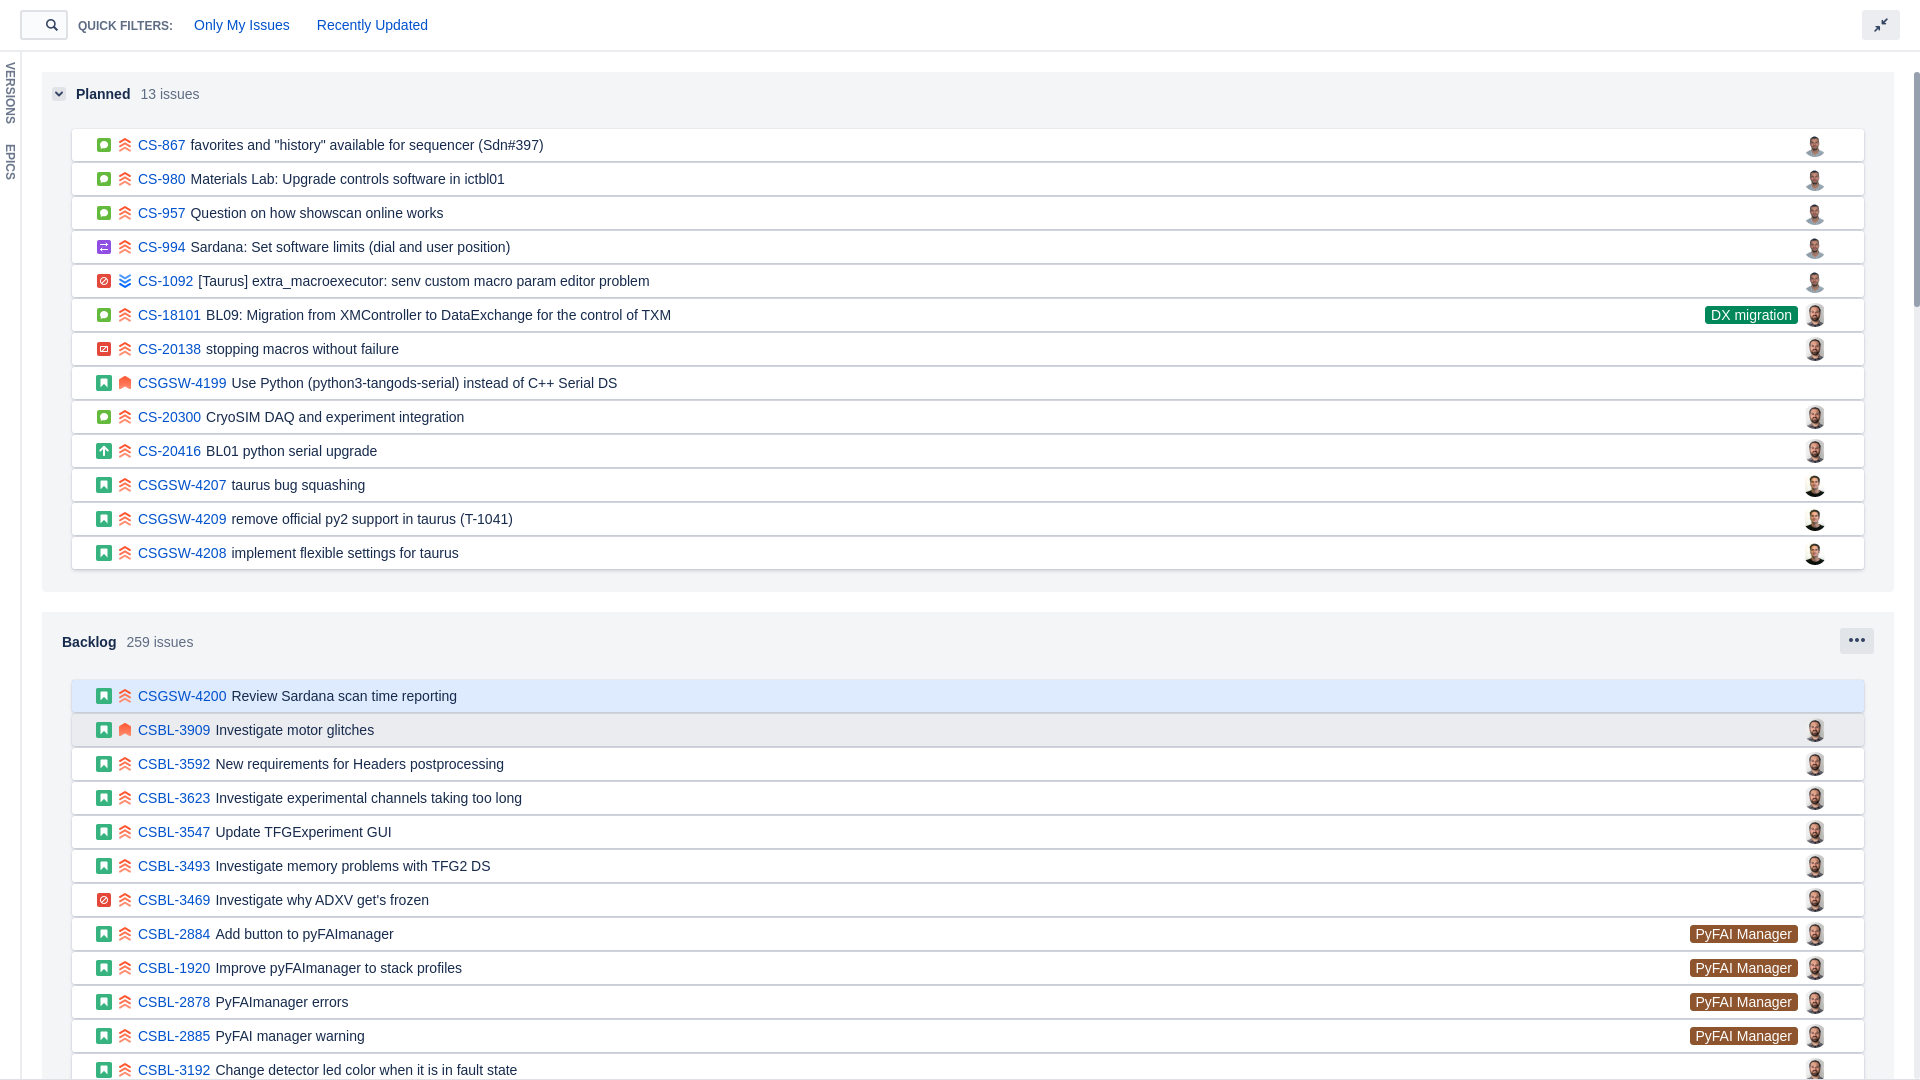 QUICK FILTERS: Only My Issues Recently Updated
VERSIONS
EPICS
Planned 13 issues
CS-867 favorites and "history" available for sequencer (Sdn#397)
CS-980 Materials Lab: Upgrade controls software in ictbl01
CS-957 Question on how showscan online works
CS-994 Sardana: Set software limits (dial and user position)
CS-1092 [Taurus] extra_macroexecutor: senv custom macro param editor problem
CS-18101 BL09: Migration from XMController to DataExchange for the control of TXM DX migration
CS-20138 stopping macros without failure
CSGSW-4199 Use Python (python3-tangods-serial) instead of C++ Serial DS
CS-20300 CryoSIM DAQ and experiment integration
CS-20416 BL01 python serial upgrade
CSGSW-4207 taurus bug squashing
CSGSW-4209 remove official py2 support in taurus (T-1041)
CSGSW-4208 implement flexible settings for taurus
Backlog 259 issues
CSGSW-4200 Review Sardana scan time reporting
CSBL-3909 Investigate motor glitches
CSBL-3592 New requirements for Headers postprocessing
CSBL-3623 Investigate experimental channels taking too long
CSBL-3547 Update TFGExperiment GUI
CSBL-3493 Investigate memory problems with TFG2 DS
CSBL-3469 Investigate why ADXV get's frozen
CSBL-2884 Add button to pyFAImanager PyFAI Manager
CSBL-1920 Improve pyFAImanager to stack profiles PyFAI Manager
CSBL-2878 PyFAImanager errors PyFAI Manager
CSBL-2885 PyFAI manager warning PyFAI Manager
CSBL-3192 Change detector led color when it is in fault state